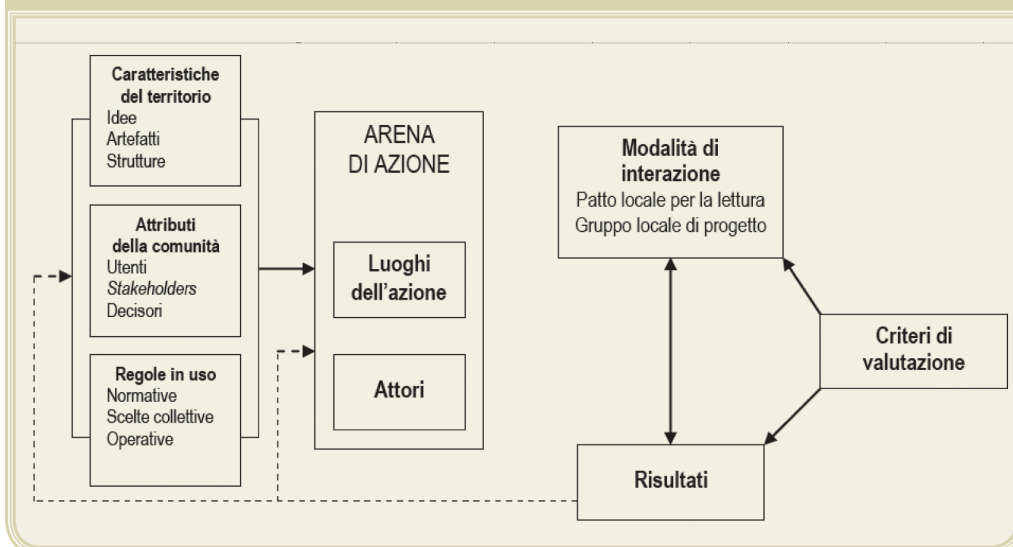 Caratteristiche
del territorio
Idee
Artefatti
Strutture
Attributi
della comunità
Utenti
Stakeholders
Decisori
Regole in uso
Normative
Scelte collettive
Operative
ARENA
DI AZIONE
Luoghi
dell'azione
Attori
Modalità di
interazione
Patto locale per la lettura
Gruppo locale di progetto
Criteri di
valutazione
Risultati